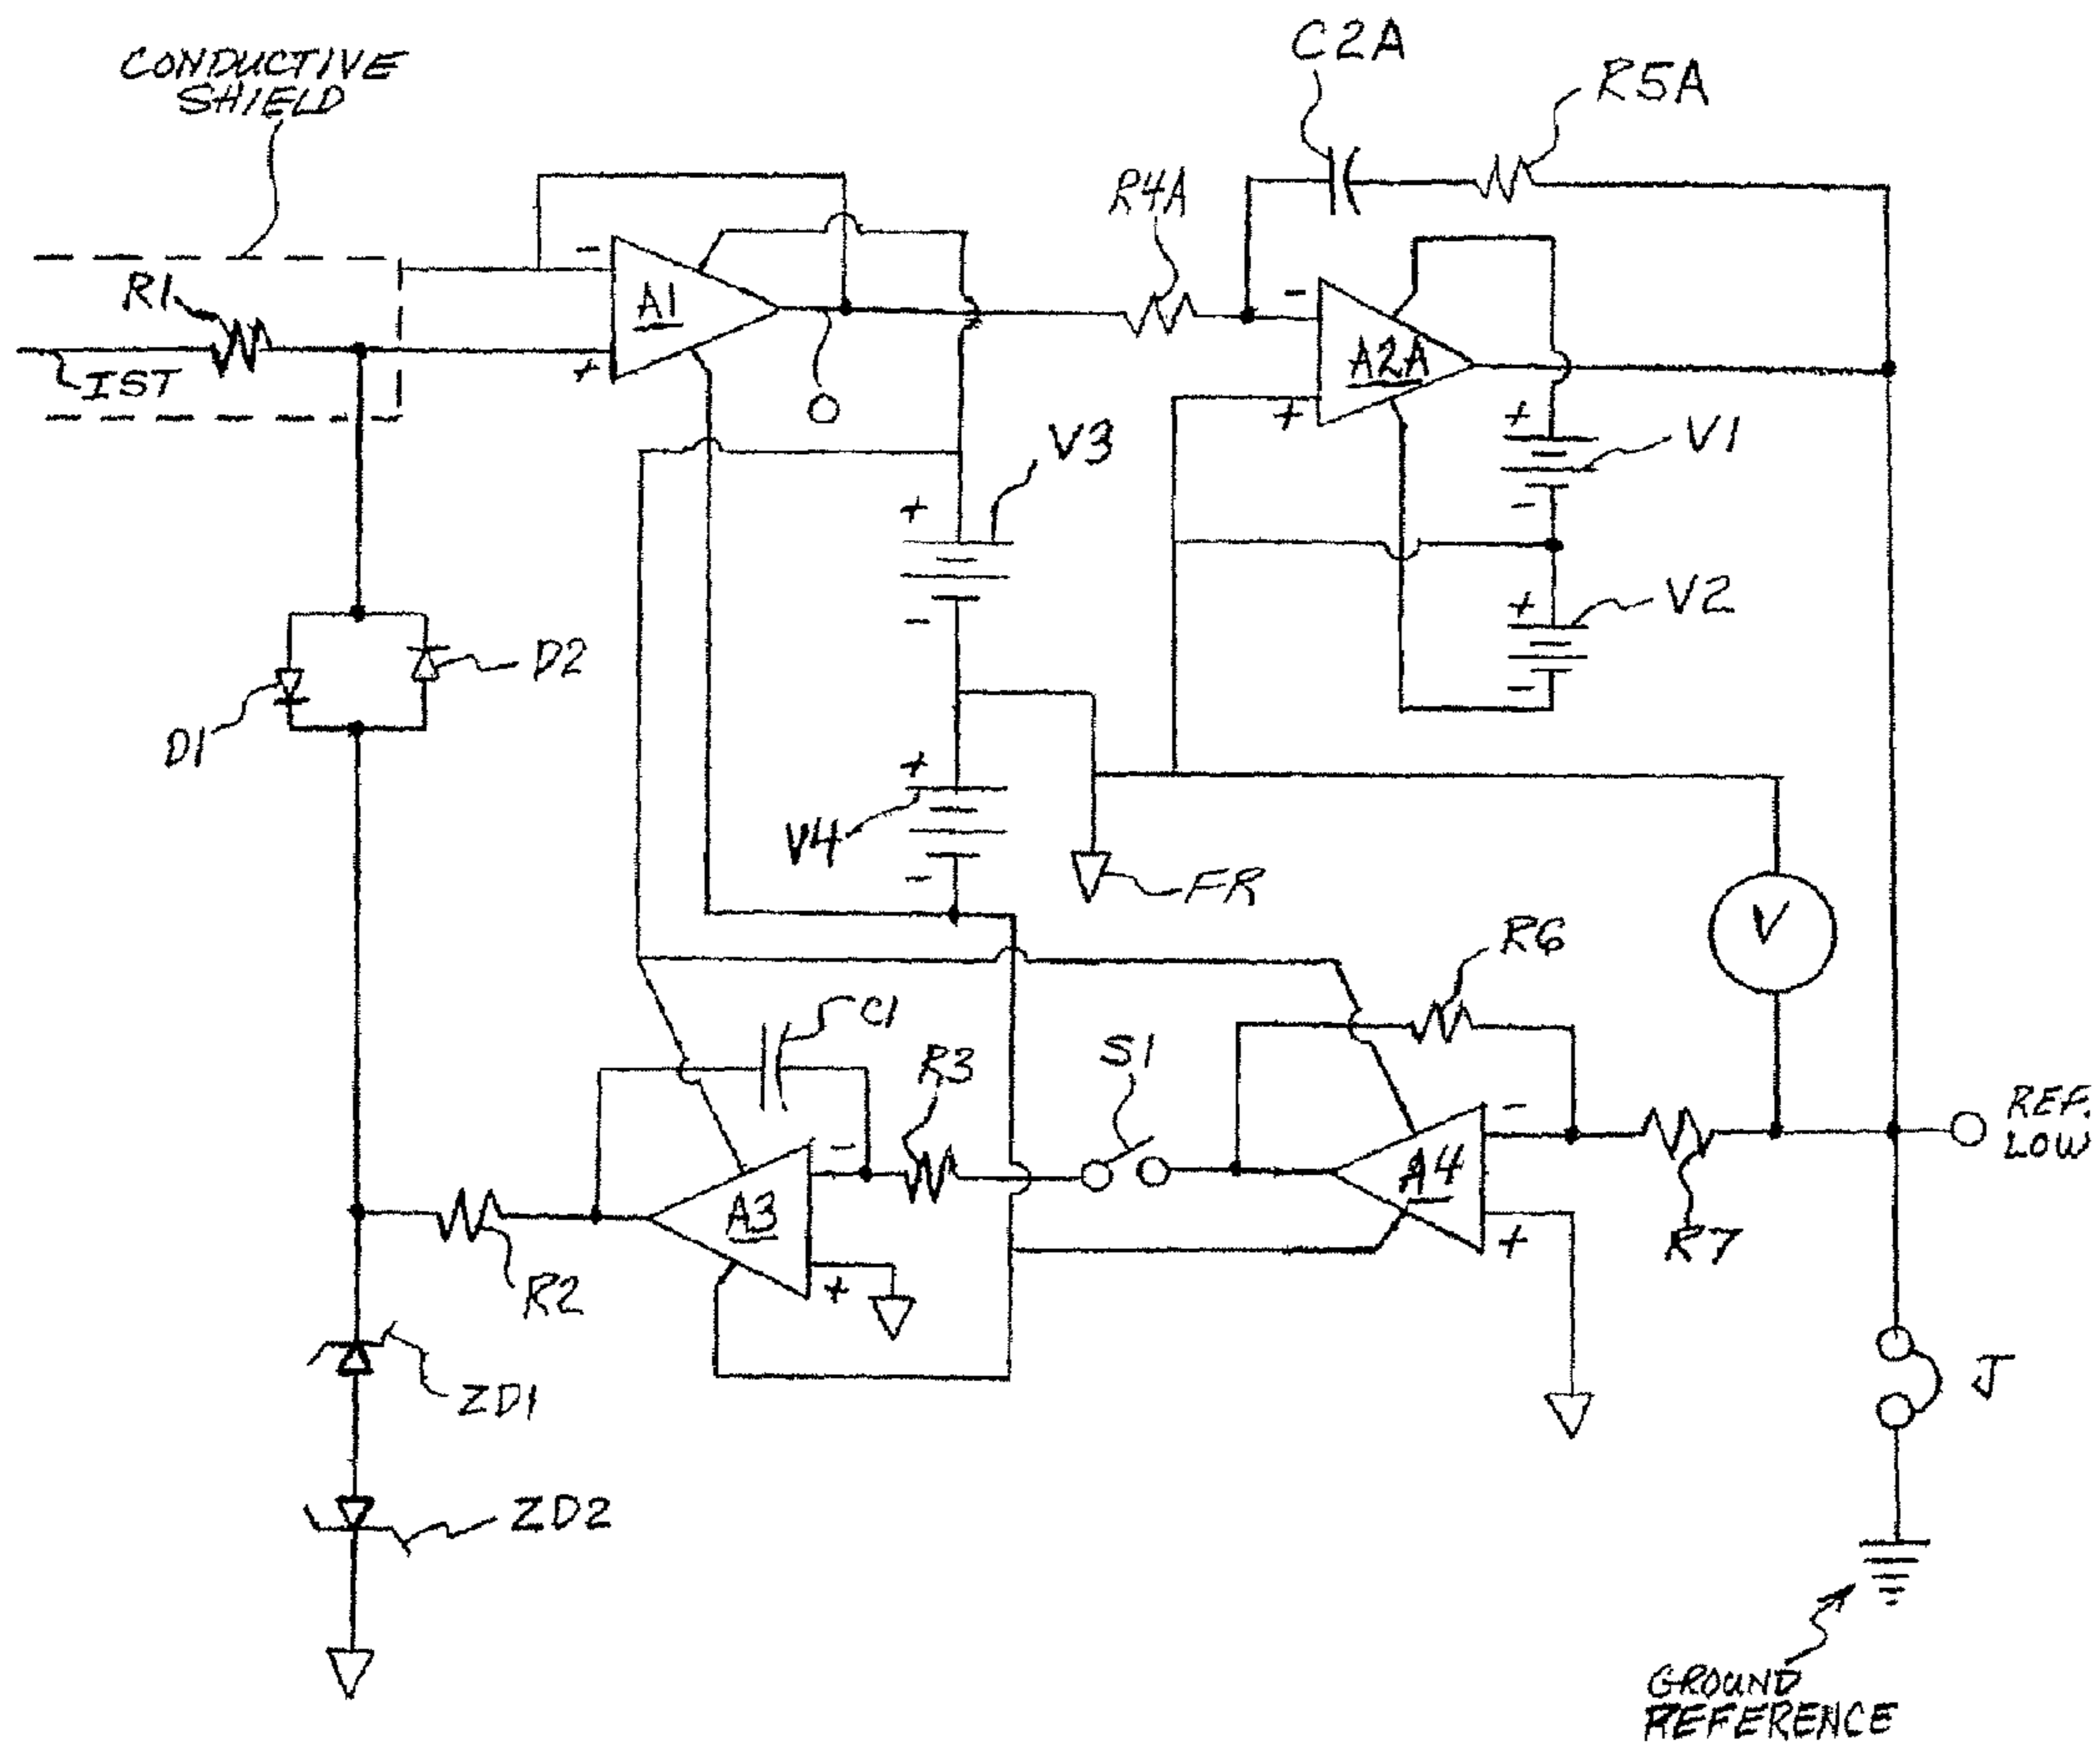 CONDUCTIVE
SHIELD
C2A
R5A
R4A
R1
-
A1
+
IST
-
A2A
+
+
V1
-
V3
+
-
+
V2
-
D2
D1
+
V4
-
FR
V
R6
C1
R3
S1
-
A4
+
R7
REF.
LOW
-
A3
+
R2
J
ZD1
ZD2
GROUND
REFERENCE